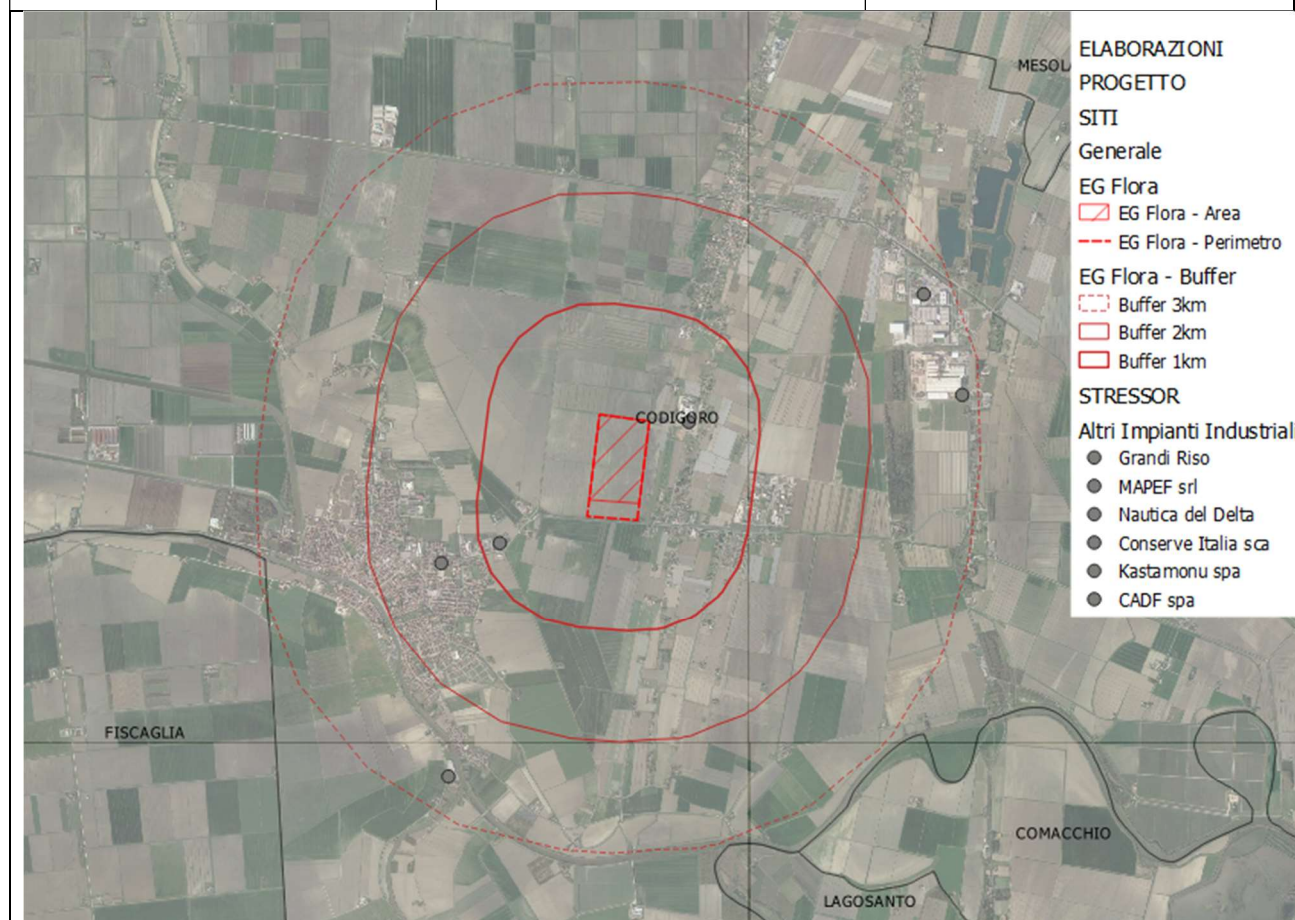 ELABORAZIONI
MESOLA
PROGETTO
SITI
Generale
EG Flora
EG Flora - Area
EG Flora - Perimetro
EG Flora - Buffer
Buffer 3km
Buffer 2km
Buffer 1km
STRESSOR
CODIGORO
Altri Impianti Industriali
Grandi Riso
MAPEF srl
Nautica del Delta
Conserve Italia sca
Kastamonu spa
CADF spa
FISCAGLIA
COMACCHIO
LAGOSANTO